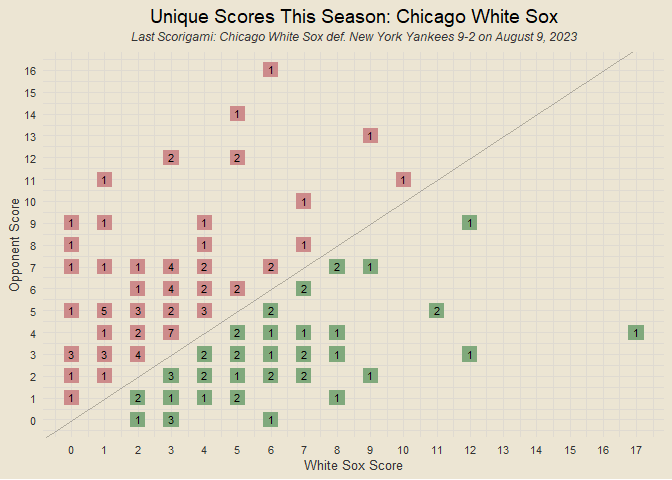 Unique Scores This Season: Chicago White Sox
Last Scorigami: Chicago White Sox def. New York Yankees 9-2 on August 9, 2023
16 1
15
14 1
13 1
12 2 2
11 1 1
10 1
9 1 1 1 1
8 1 1 1
7 1 1 1 4 2 2 2 1
6 1 4 2 2 2
5 1 5 3 2 3 2 2
4 1 2 7 2 1 1 1 1
3 3 3 4 2 2 1 2 1 1
2 1 1 3 2 1 2 2 1
1 1 2 1 1 2 1
0 1 3 1
Opponent Score
0 1 2 3 4 5 6 7 8 9 10 11 12 13 14 15 16 17
White Sox Score